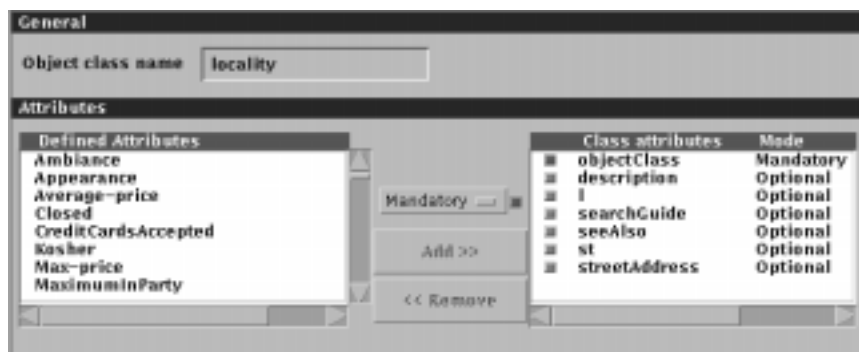 General
Object class name locality
Attributes
Defined Attributes
Ambiance
Appearance
Average-price
Closed
CreditCardsAccepted
Kosher
Max-price
MaximumInParty
Mandatory
Add >>
<< Remove
Class attributes Mode
objectClass Mandatory
description Optional
l Optional
searchGuide Optional
seeAlso Optional
st Optional
streetAddress Optional